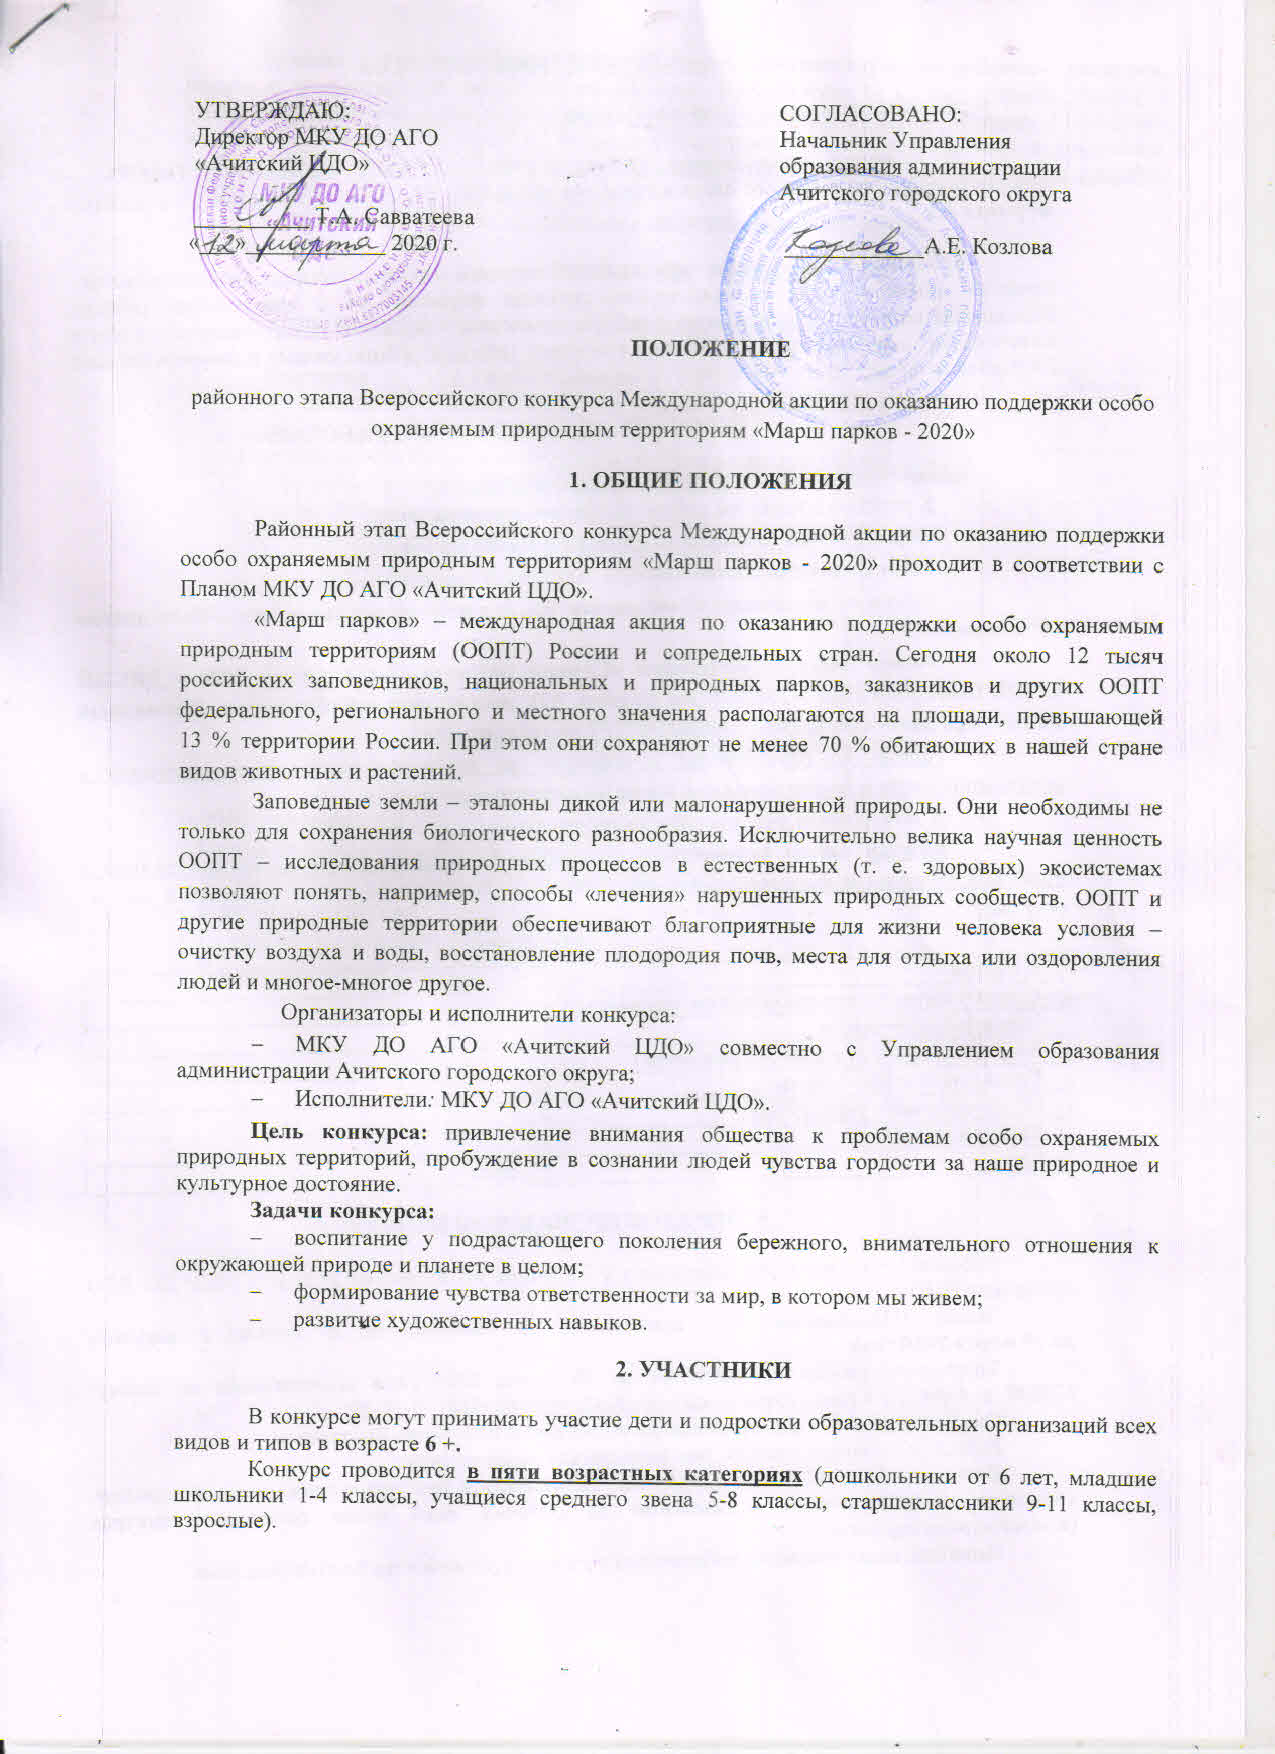 УТВЕРЖДАЮ:
Директор МКУ ДО АГО
«Ачитский ЦДО»
Т.А. Савватеева
«12» марта 2020 г.
МКУ ДО АГО
«Ачитский
СОГЛАСОВАНО:
Начальник Управления
образования администрации
Ачитского городского округа
А.Е. Козлова
ПОЛОЖЕНИЕ
районного этапа Всероссийского конкурса Международной акции по оказанию поддержки особо
охраняемым природным территориям «Марш парков - 2020»
1. ОБЩИЕ ПОЛОЖЕНИЯ
Районный этап Всероссийского конкурса Международной акции по оказанию поддержки
особо охраняемым природным территориям «Марш парков - 2020» проходит в соответствии с
Планом МКУ ДО АГО «Ачитский ЦДО».
«Марш парков» – международная акция по оказанию поддержки особо охраняемым
природным территориям (ООПТ) России и сопредельных стран. Сегодня около 12 тысяч
российских заповедников, национальных и природных парков, заказников и других ООПТ
федерального, регионального и местного значения располагаются на площади, превышающей
13 % территории России. При этом они сохраняют не менее 70 % обитающих в нашей стране
видов животных и растений.
Заповедные земли – эталоны дикой или малонарушенной природы. Они необходимы не
только для сохранения биологического разнообразия. Исключительно велика научная ценность
ООПТ – исследования природных процессов в естественных (т. е. здоровых) экосистемах
позволяют понять, например, способы «лечения» нарушенных природных сообществ. ООПТ и
другие природные территории обеспечивают благоприятные для жизни человека условия –
очистку воздуха и воды, восстановление плодородия почв, места для отдыха или оздоровления
людей и многое-многое другое.
Организаторы и исполнители конкурса:
– МКУ ДО АГО «Ачитский ЦДО» совместно с Управлением образования
администрации Ачитского городского округа;
– Исполнители: МКУ ДО АГО «Ачитский ЦДО».
Цель конкурса: привлечение внимания общества к проблемам особо охраняемых
природных территорий, пробуждение в сознании людей чувства гордости за наше природное и
культурное достояние.
Задачи конкурса:
– воспитание у подрастающего поколения бережного, внимательного отношения к
окружающей природе и планете в целом;
– формирование чувства ответственности за мир, в котором мы живем;
– развитие художественных навыков.
2. УЧАСТНИКИ
В конкурсе могут принимать участие дети и подростки образовательных организаций всех
видов и типов в возрасте 6 +.
Конкурс проводится в пяти возрастных категориях (дошкольники от 6 лет, младшие
школьники 1-4 классы, учащиеся среднего звена 5-8 классы, старшеклассники 9-11 классы,
взрослые).